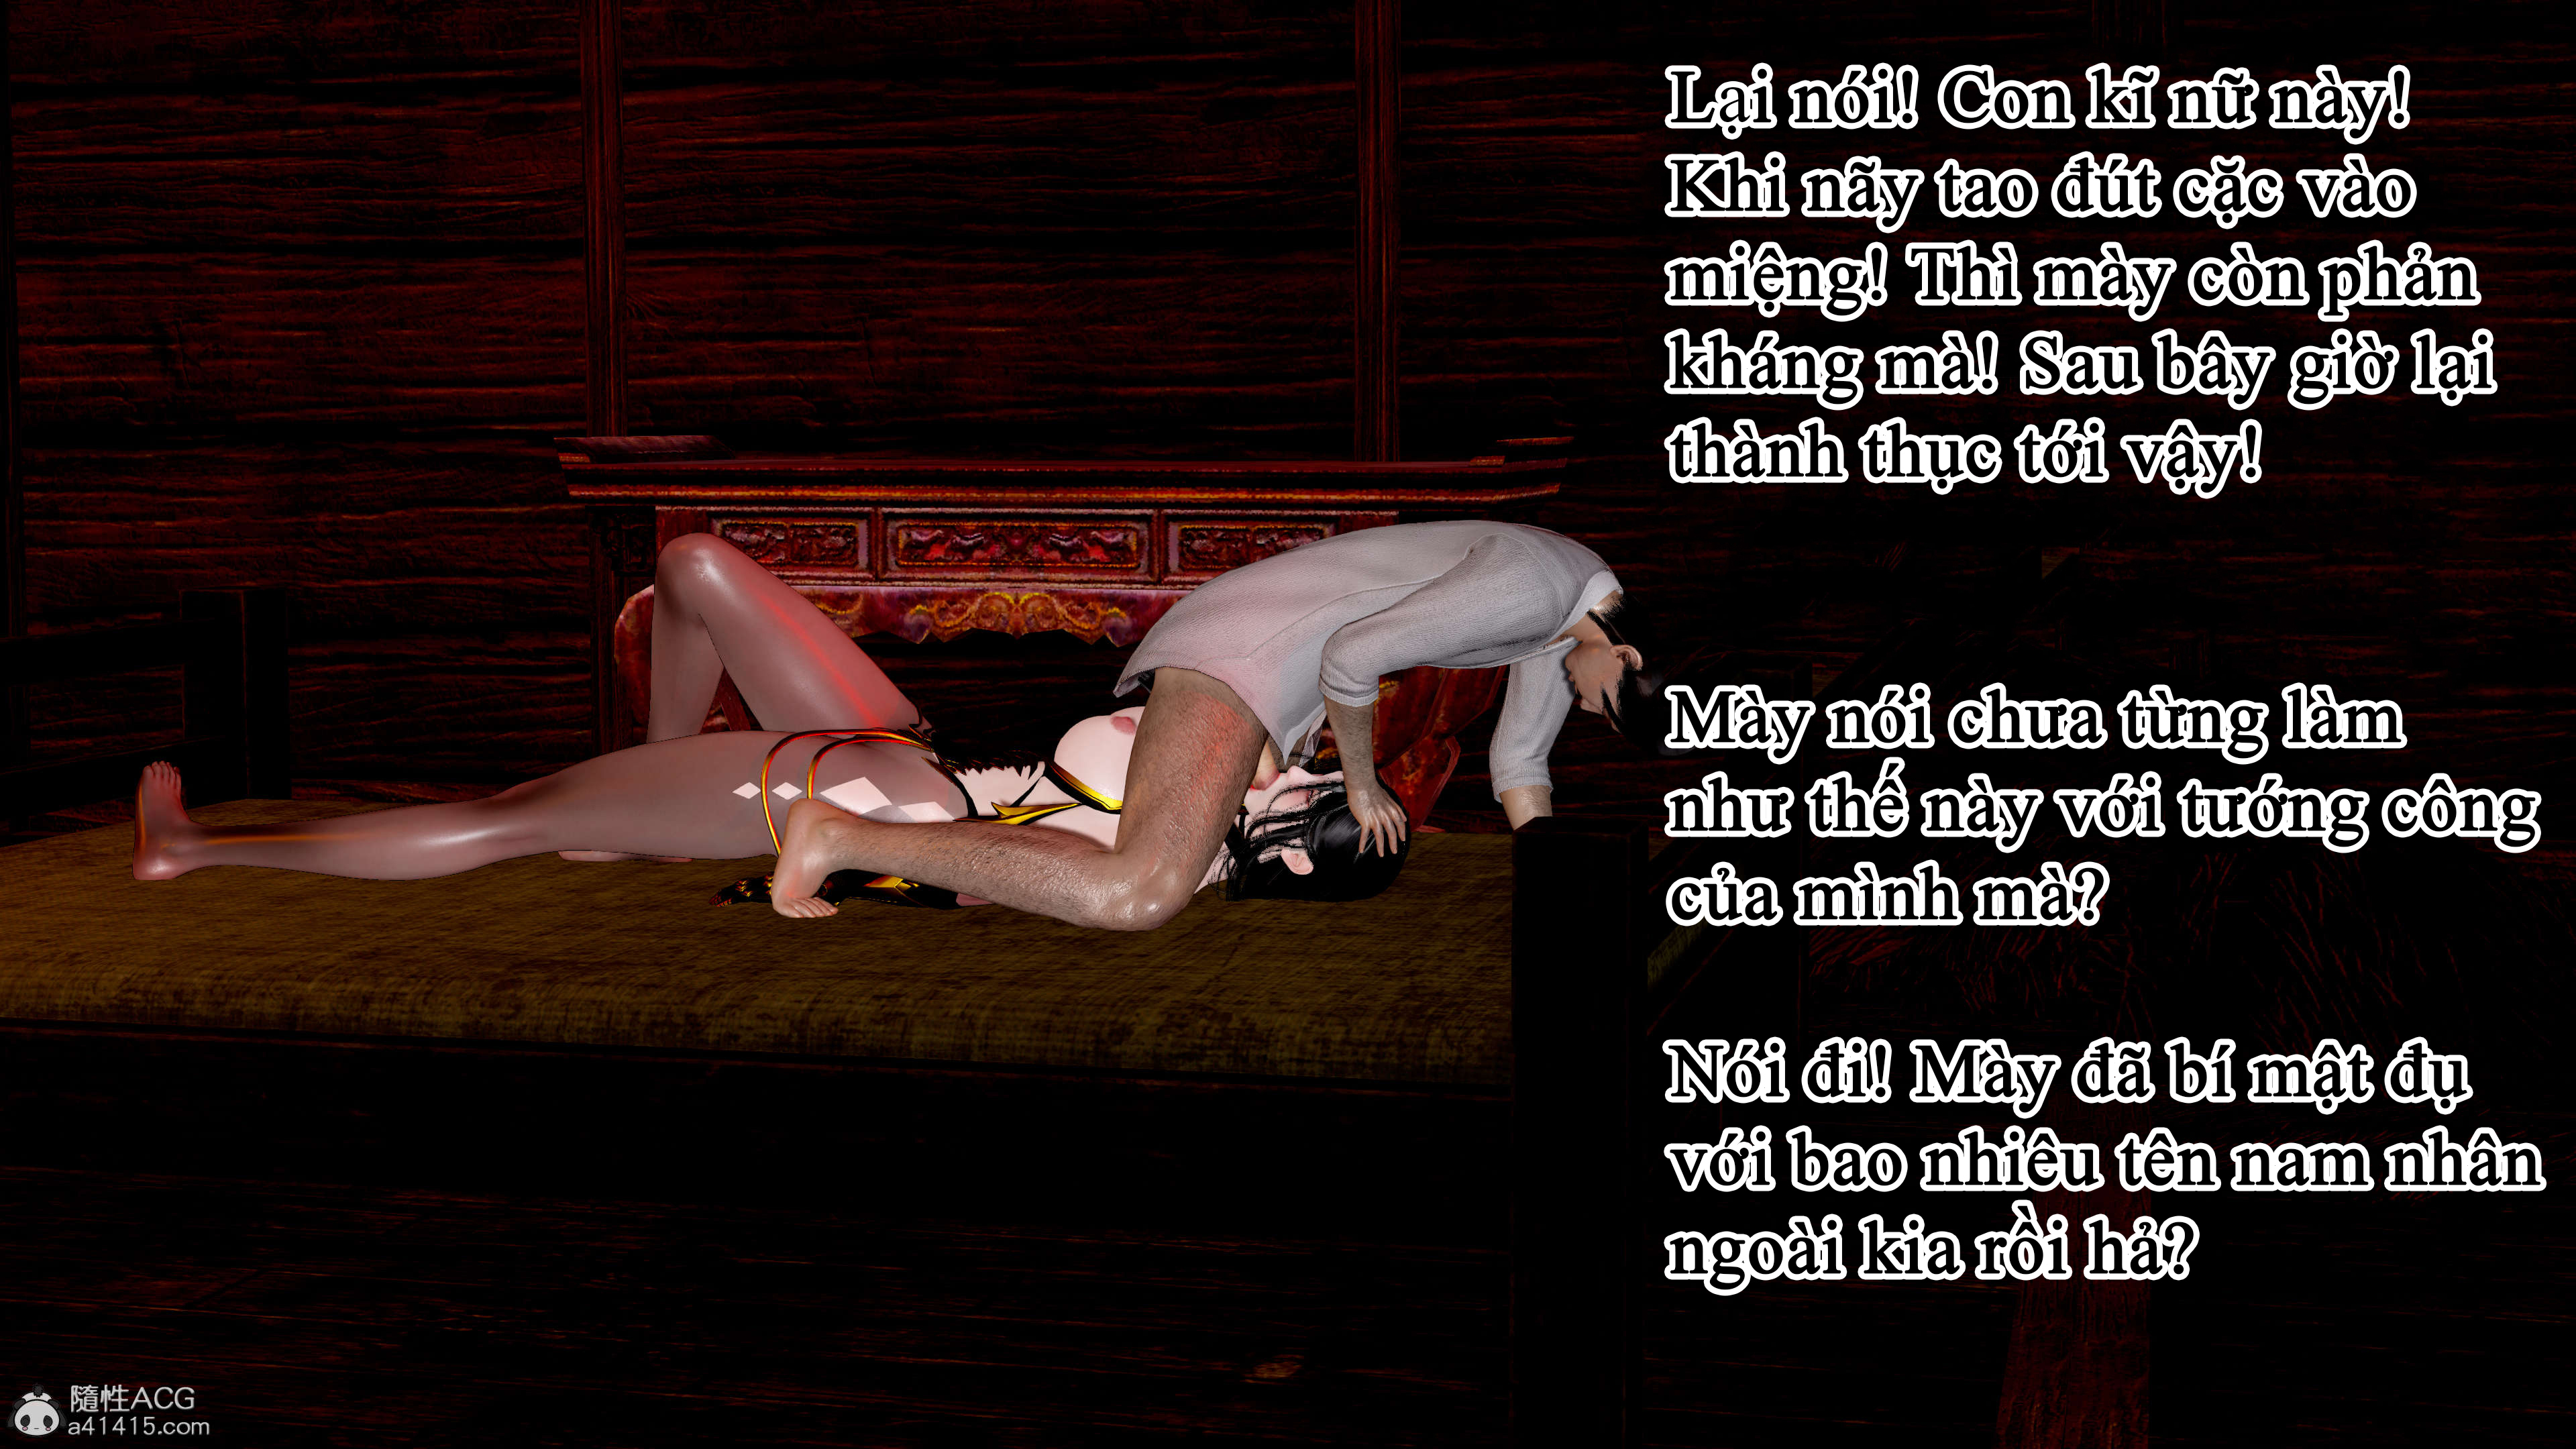 Lại nói! Con kĩ nữ này!
Khi nãy tao đút cặc vào
miệng! Thì mày còn phản
kháng mà! Sau bây giờ lại
thành thục tới vậy!
Mày nói chưa từng làm
như thế này với tướng công
của mình mà?
Nói đi! Mày đã bí mật đụ
với bao nhiêu tên nam nhân
ngoài kia rồi hả?
隨性ACG
a41415.com